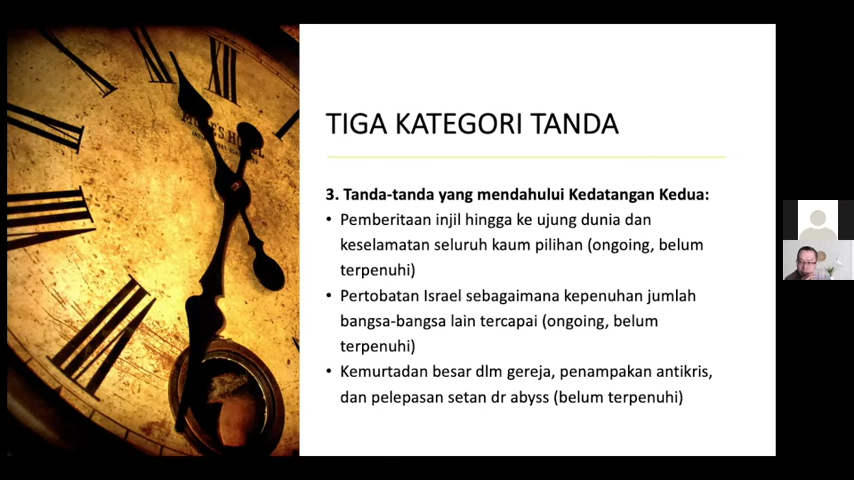 TIGA KATEGORI TANDA
3. Tanda-tanda yang mendahului Kedatangan Kedua:
• Pemberitaan injil hingga ke ujung dunia dan
keselamatan seluruh kaum pilihan (ongoing, belum
terpenuhi)
• Pertobatan Israel sebagaimana kepenuhan jumlah
bangsa-bangsa lain tercapai (ongoing, belum
terpenuhi)
• Kemurtadan besar dlm gereja, penampakan antikris,
dan pelepasan setan dr abyss (belum terpenuhi)